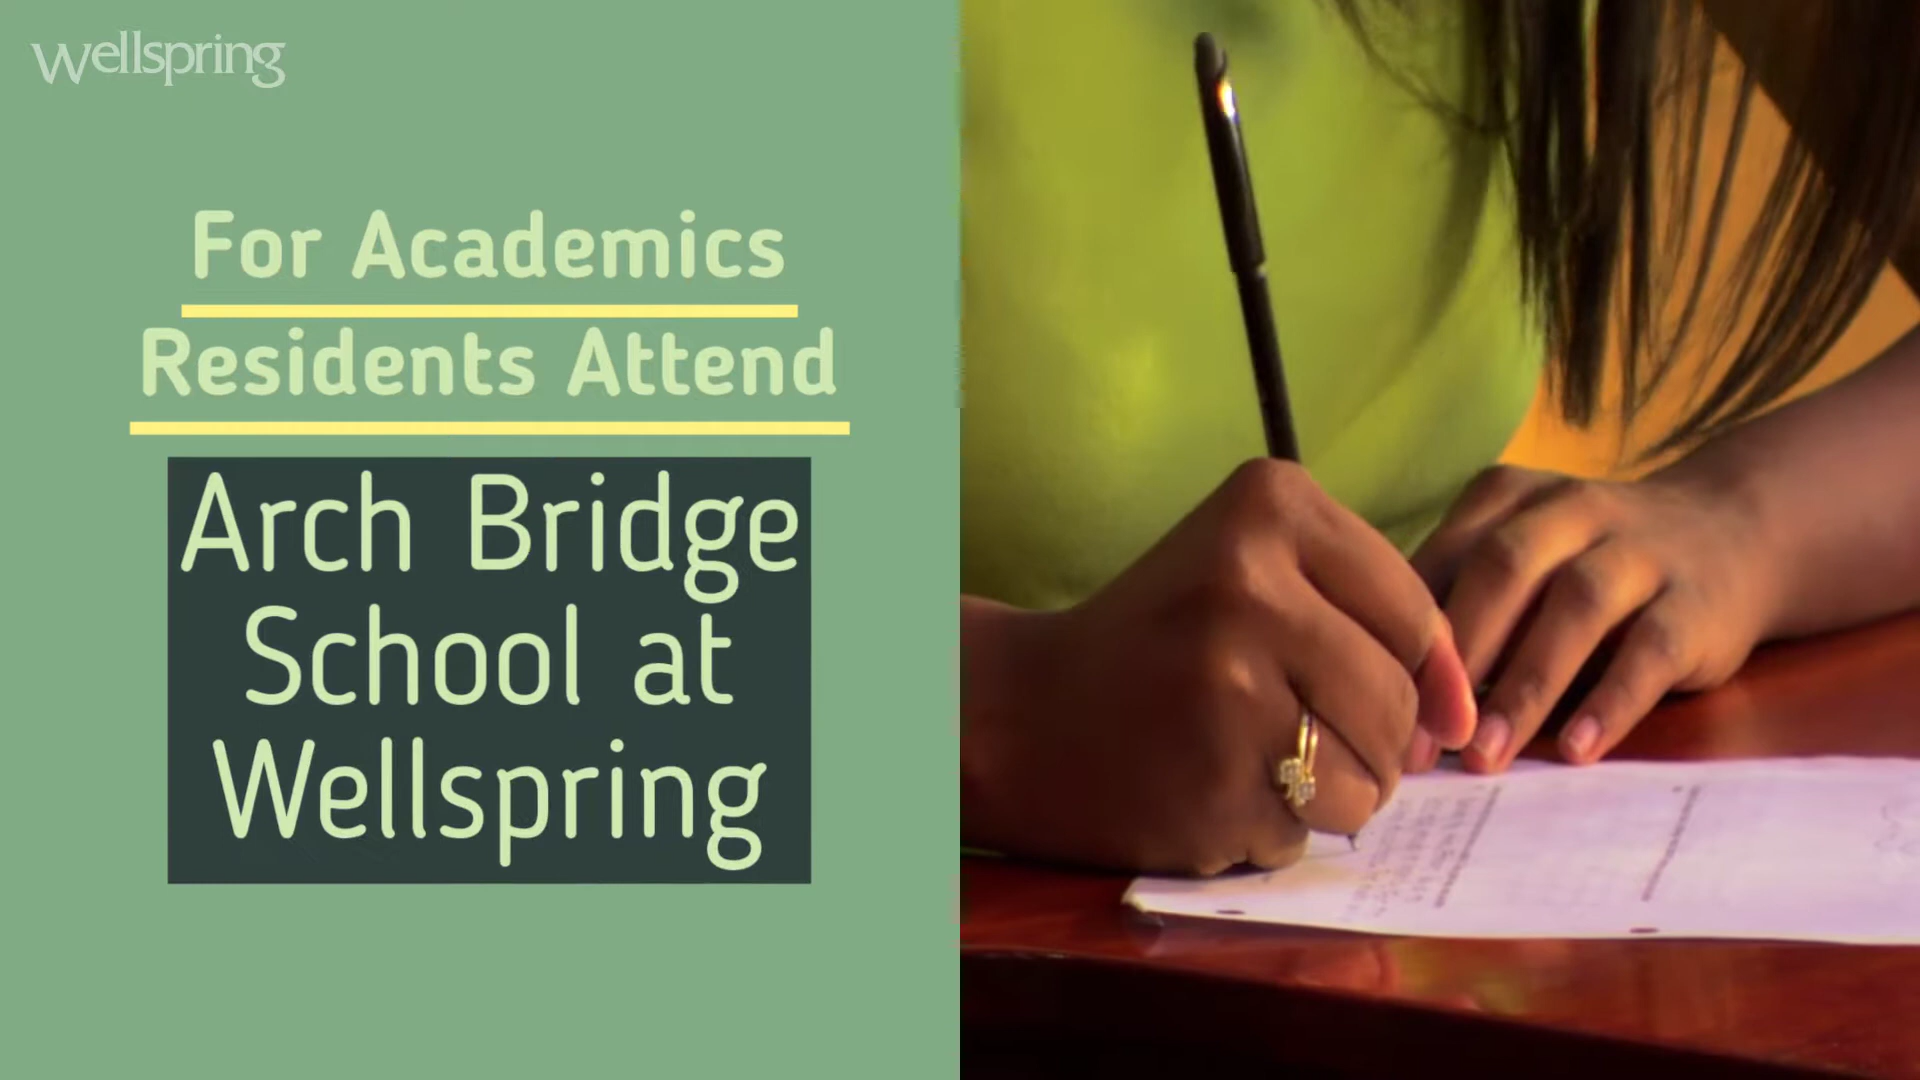 wellspring
For Academics
Residents Attend
Arch Bridge
School at
Wellspring